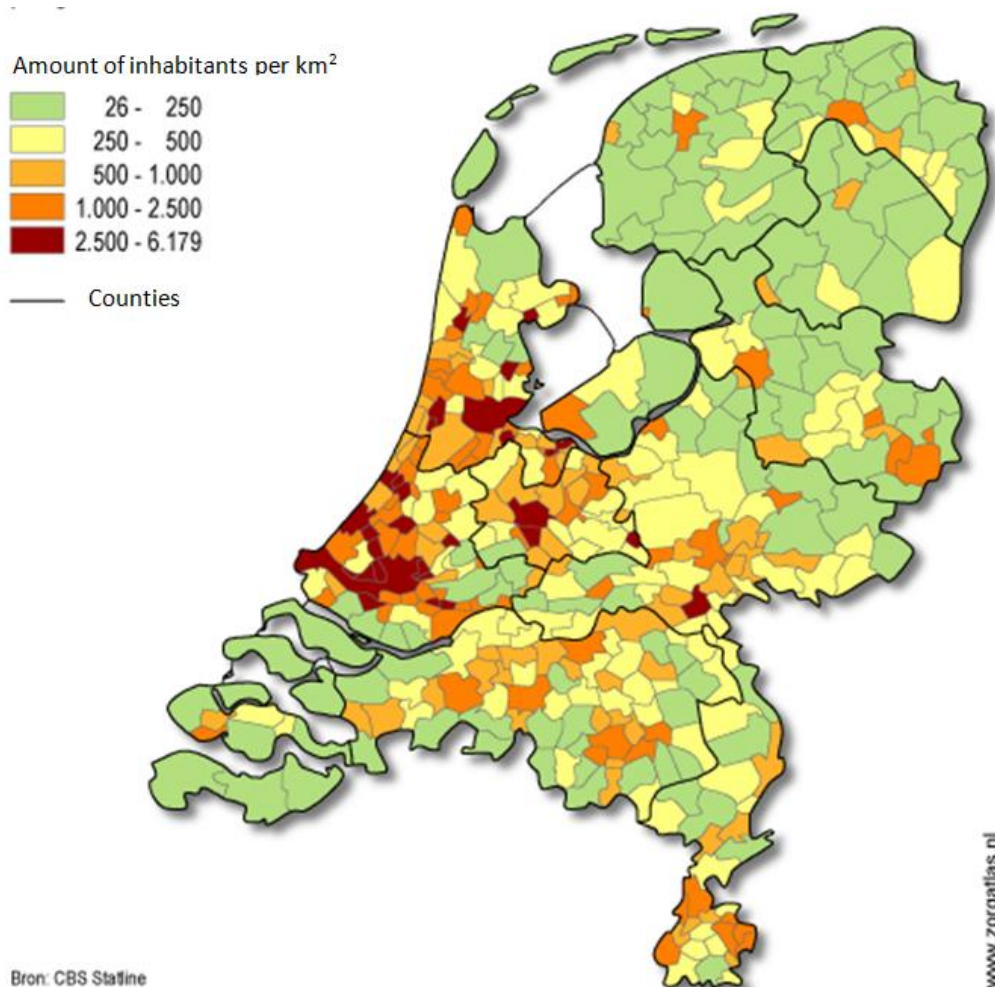 Amount of inhabitants per km²
26 - 250
250 - 500
500 - 1.000
1.000 - 2.500
2.500 - 6.179
Counties
Bron: CBS Statline
www.zorgatlas.nl